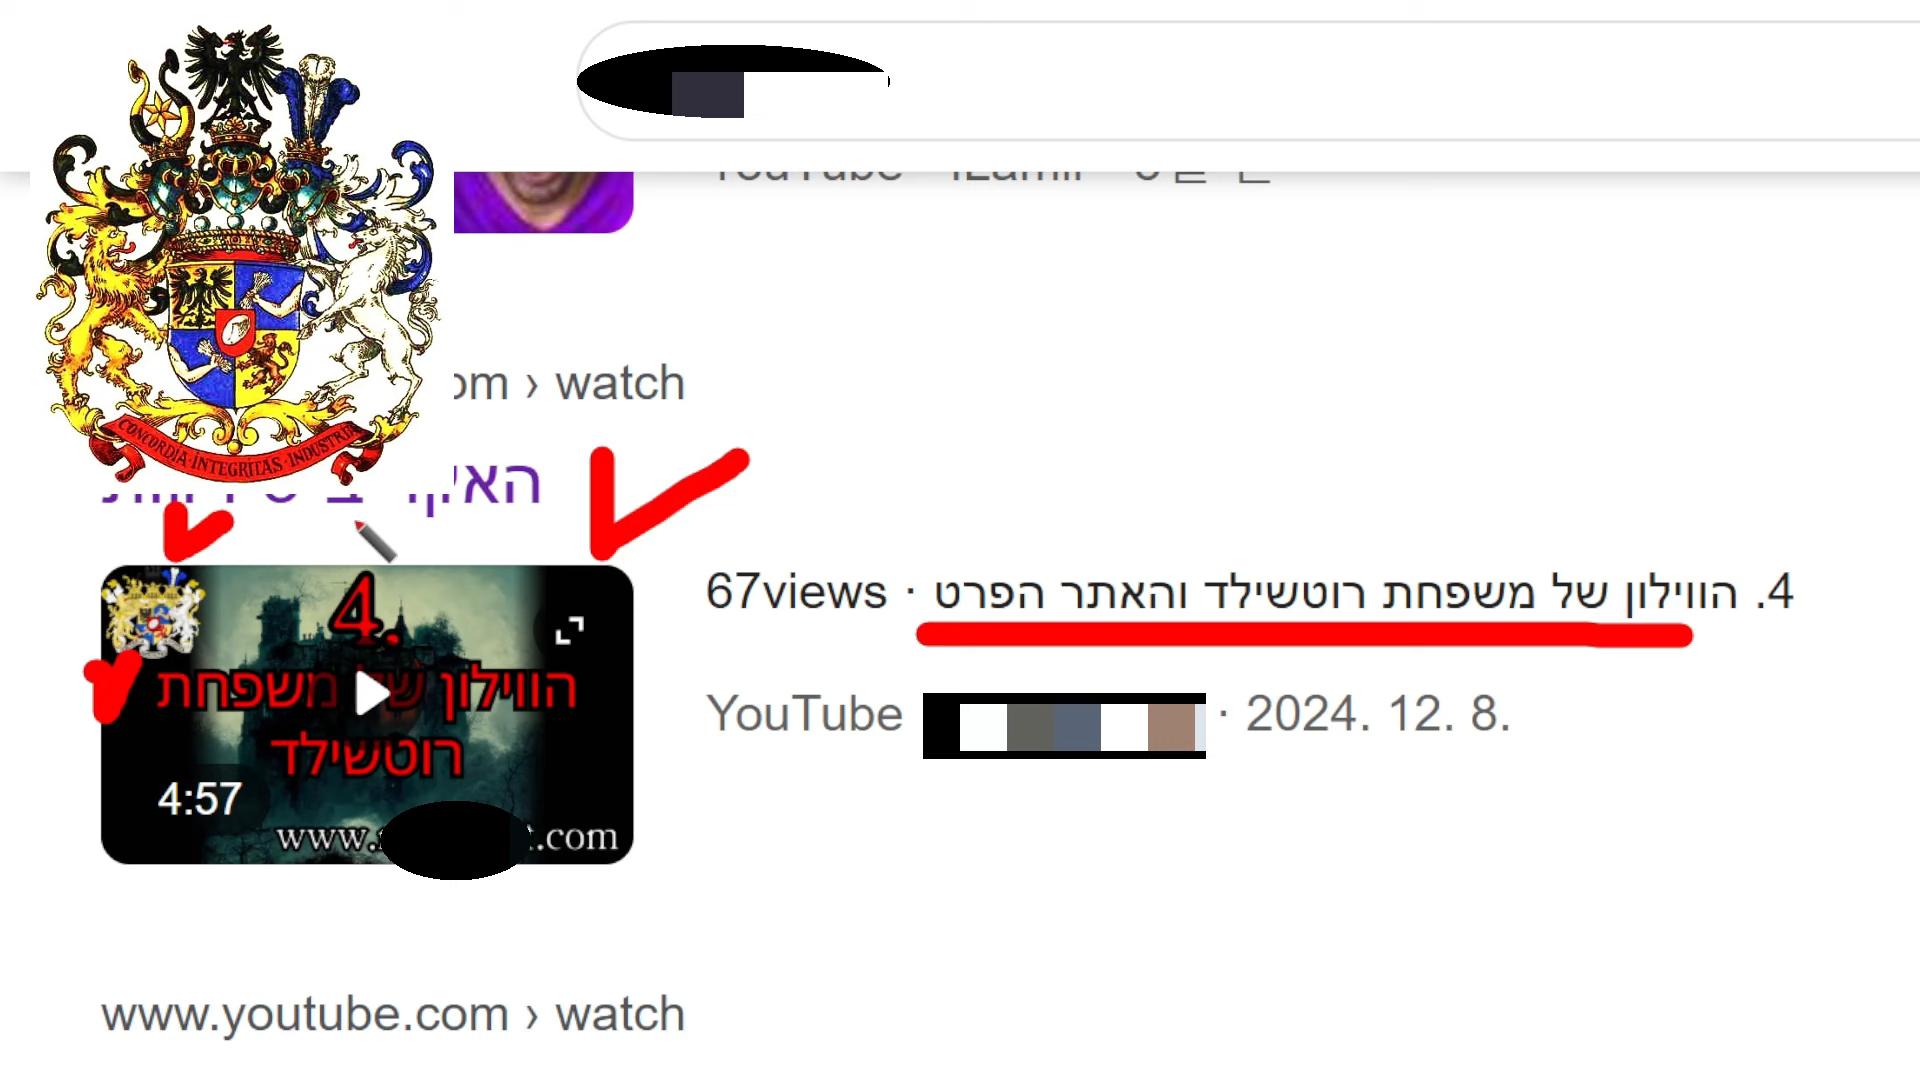 CONCORDIA·INTEGRITAS·INDUSTRIA
om › watch
4.
הווילון של משפחת
רוטשילד
4:57
www.
.com
67views · 4. הווילון של משפחת רוטשילד והאתר הפרט
YouTube · 2024. 12. 8.
www.youtube.com › watch